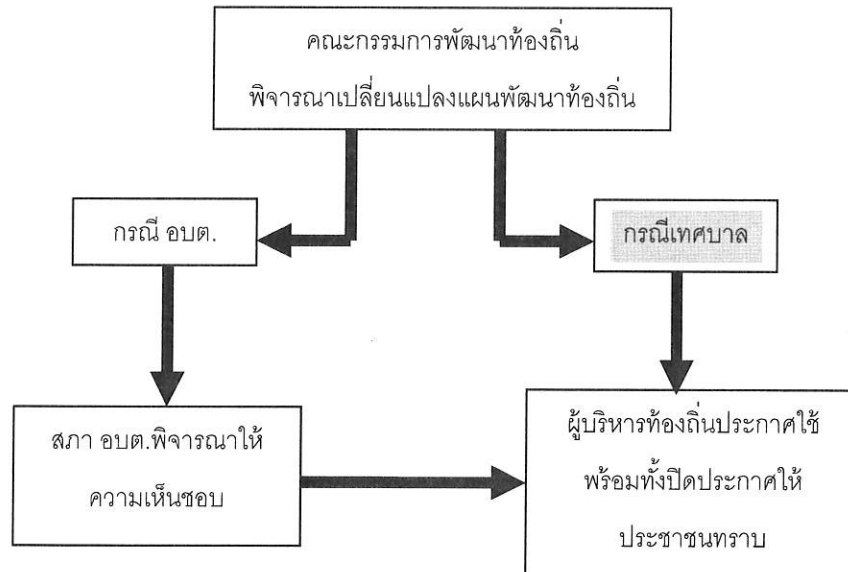 คณะกรรมการพัฒนาท้องถิ่น
พิจารณาเปลี่ยนแปลงแผนพัฒนาท้องถิ่น
กรณี อบต.
กรณีเทศบาล
สภา อบต.พิจารณาให้
ความเห็นชอบ
ผู้บริหารท้องถิ่นประกาศใช้
พร้อมทั้งปิดประกาศให้
ประชาชนทราบ